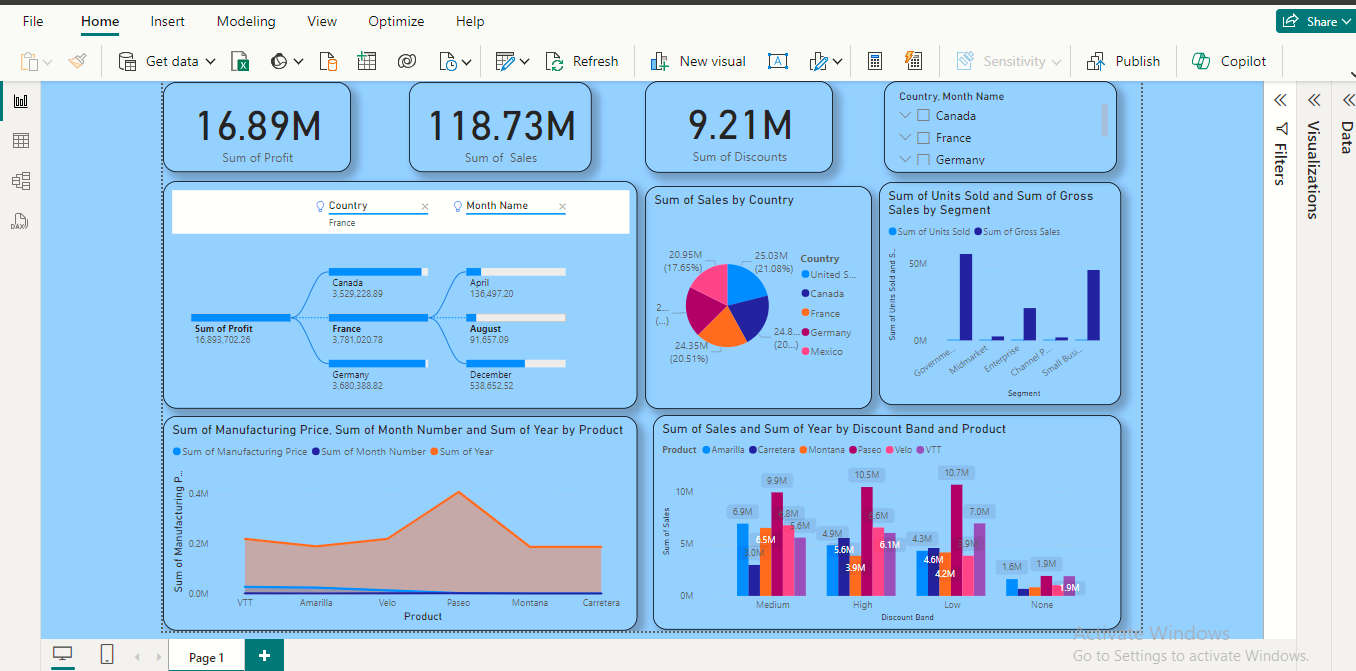 File Home Insert Modeling View Optimize Help Share
Get data Refresh New visual Sensitivity Publish Copilot
16.89M
Sum of Profit
118.73M
Sum of Sales
9.21M
Sum of Discounts
Country, Month Name
Canada
France
Germany
Filters
Visualizations
Data
Country
France
Month Name
Sum of Profit
16,893,702.26
Canada
3,529,228.89
France
3,781,020.78
Germany
3,680,388.82
April
136,497.20
August
91,657.09
December
538,652.52
Sum of Sales by Country
20.95M
(17.65%)
25.03M
(21.08%)
2...
(...)
24.8...
(20...)
24.35M
(20.51%)
Country
United S...
Canada
France
Germany
Mexico
Sum of Units Sold and Sum of Gross
Sales by Segment
Sum of Units Sold Sum of Gross Sales
Sum of Units Sold and S...
50M
0M
Governme...
Midmarket
Enterprise
Channel P...
Small Busi...
Segment
Sum of Manufacturing Price, Sum of Month Number and Sum of Year by Product
Sum of Manufacturing Price Sum of Month Number Sum of Year
Sum of Manufacturing P...
0.4M
0.2M
0.0M
VTT Amarilla Velo Paseo Montana Carretera
Product
Sum of Sales and Sum of Year by Discount Band and Product
Product Amarilla Carretera Montana Paseo Velo VTT
Sum of Sales
10M
5M
0M
6.9M
3.0M
6.5M
9.9M
6.8M
5.6M
4.9M
5.6M
3.9M
10.5M
6.6M
6.1M
4.3M
4.6M
4.2M
10.7M
7.0M
1.6M
1.9M
1.9M
Medium High Low None
Discount Band
Activate Windows
Go to Settings to activate Windows.
Page 1